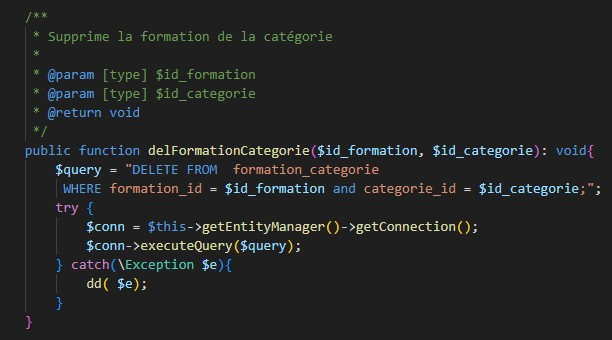 /**
 * Supprime la formation de la catégorie
 *
 * @param [type] $id_formation
 * @param [type] $id_categorie
 * @return void
 */
public function delFormationCategorie($id_formation, $id_categorie): void{
    $query = "DELETE FROM  formation_categorie
     WHERE formation_id = $id_formation and categorie_id = $id_categorie;";
    try {
        $conn = $this->getEntityManager()->getConnection();
        $conn->executeQuery($query);
    } catch(\Exception $e){
        dd( $e);
    }
}